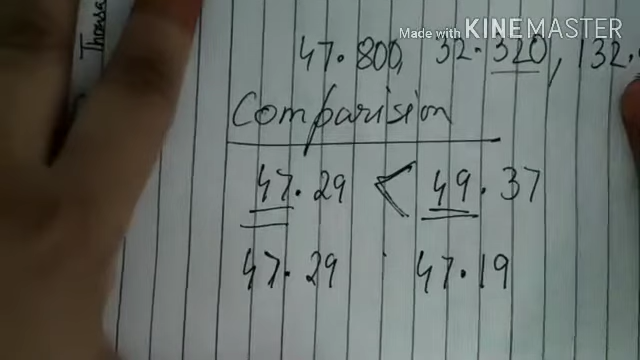 Made with KINEMASTER
47.800, 32.320, 132.
Comparision
47.29 < 49.37
47.29 47.19